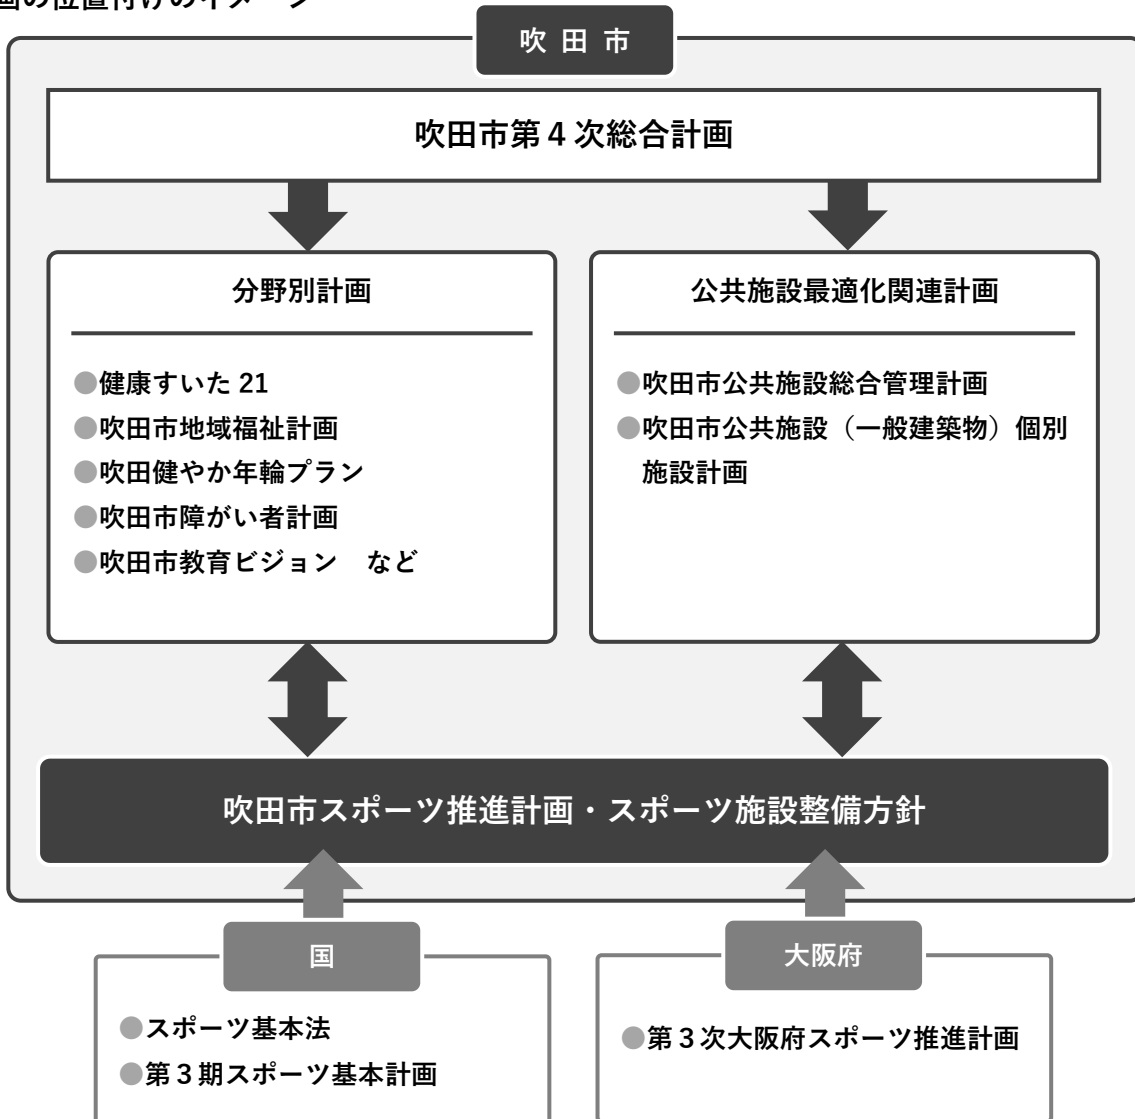 画の位置付けのイメージ
吹田市
吹田市第４次総合計画
分野別計画
●健康すいた 21
●吹田市地域福祉計画
●吹田健やか年輪プラン
●吹田市障がい者計画
●吹田市教育ビジョン　など
公共施設最適化関連計画
●吹田市公共施設総合管理計画
●吹田市公共施設（一般建築物）個別
施設計画
吹田市スポーツ推進計画・スポーツ施設整備方針
国
●スポーツ基本法
●第３期スポーツ基本計画
大阪府
●第３次大阪府スポーツ推進計画